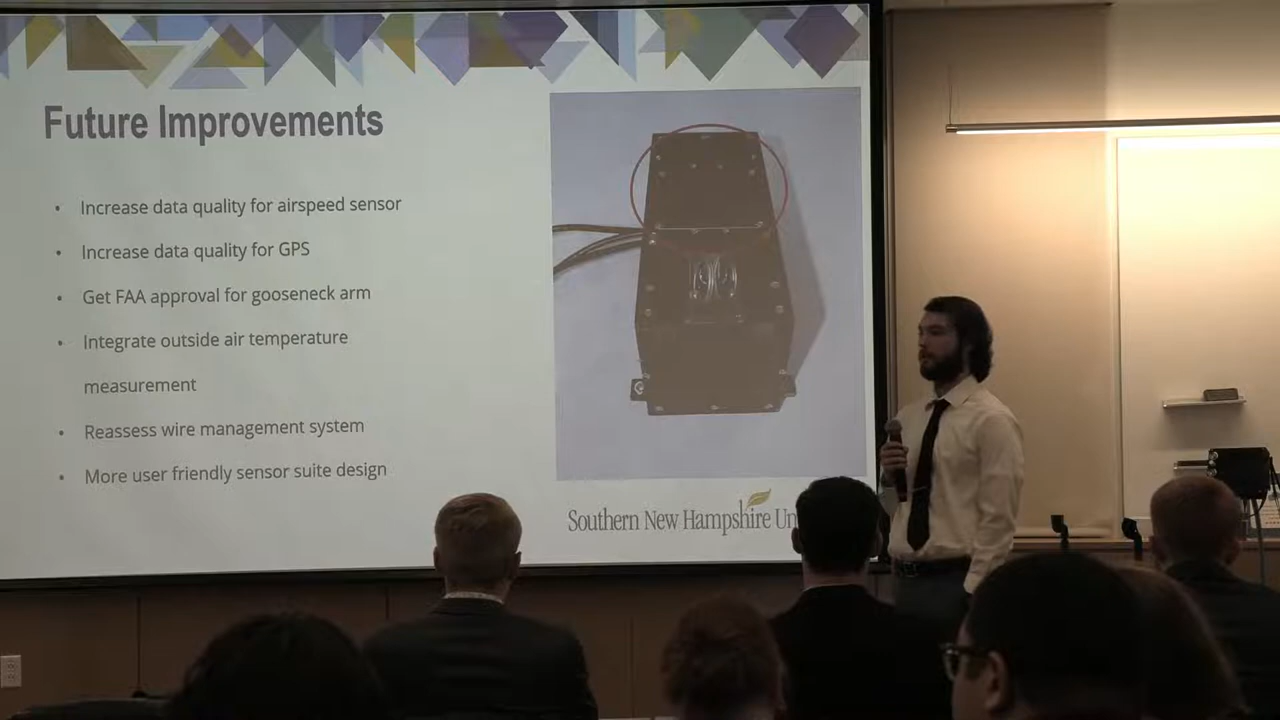 Future Improvements
• Increase data quality for airspeed sensor
• Increase data quality for GPS
• Get FAA approval for gooseneck arm
• Integrate outside air temperature
measurement
• Reassess wire management system
• More user friendly sensor suite design
Southern New Hampshire Un